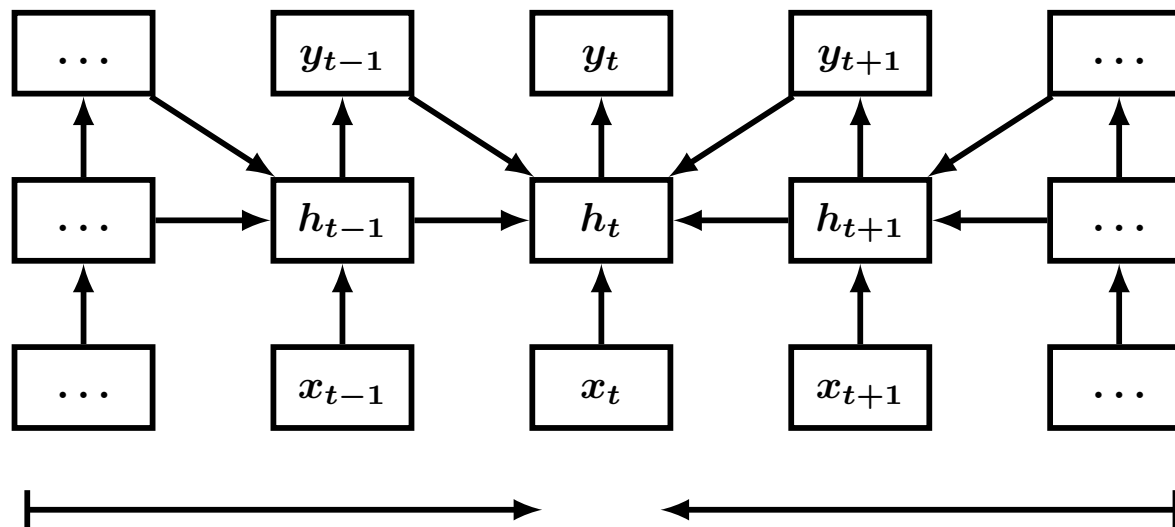 ... y_{t-1} y_t y_{t+1} ...
... h_{t-1} h_t h_{t+1} ...
... x_{t-1} x_t x_{t+1} ...